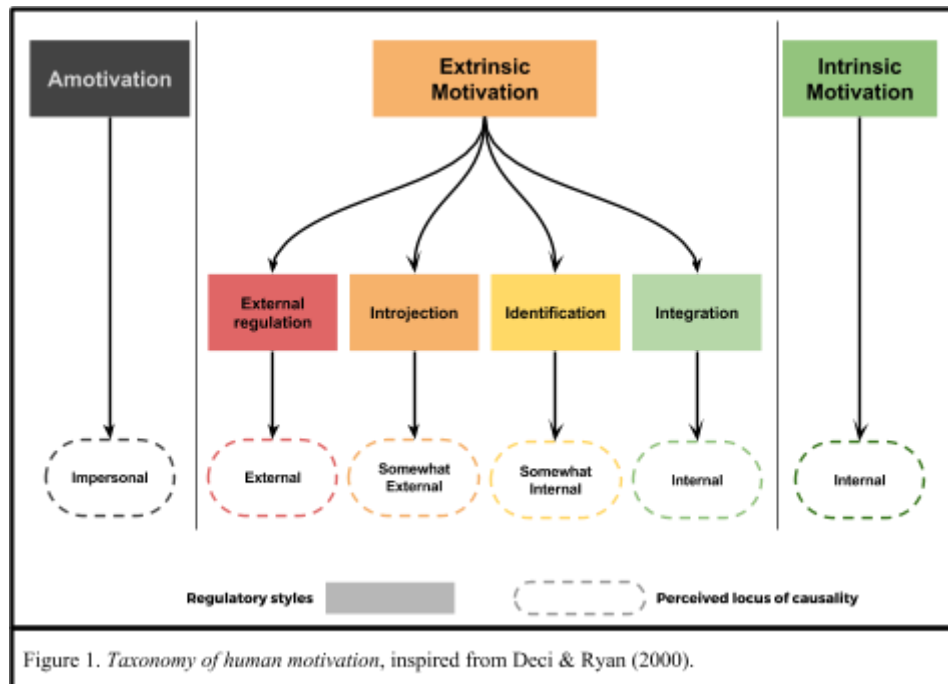 Amotivation
Extrinsic
Motivation
Intrinsic
Motivation
External
regulation
Introjection
Identification
Integration
Impersonal
External
Somewhat
External
Somewhat
Internal
Internal
Internal
Regulatory styles
Perceived locus of causality
Figure 1. Taxonomy of human motivation, inspired from Deci & Ryan (2000).